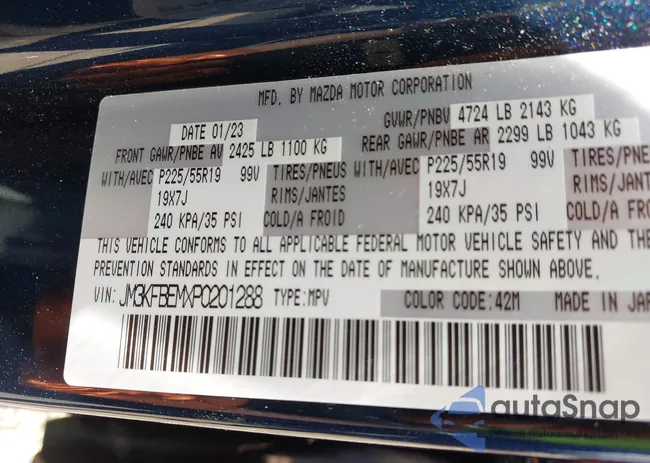 MFD. BY MAZDA MOTOR CORPORATION
DATE 01/23 GVWR/PNBV 4724 LB 2143 KG
FRONT GAWR/PNBE AV 2425 LB 1100 KG REAR GAWR/PNBE AR 2299 LB 1043 KG
WITH/AVEC P225/55R19 99V TIRES/PNEUS WITH/AVEC P225/55R19 99V TIRES/PNEUS
19X7J RIMS/JANTES 19X7J RIMS/JANTES
240 KPA/35 PSI COLD/A FROID 240 KPA/35 PSI COLD/A FROID
THIS VEHICLE CONFORMS TO ALL APPLICABLE FEDERAL MOTOR VEHICLE SAFETY AND THE
PREVENTION STANDARDS IN EFFECT ON THE DATE OF MANUFACTURE SHOWN ABOVE.
VIN: JM3KFBEMXP0201288 TYPE:MPV COLOR CODE:42M MADE IN JAP
autoSnap